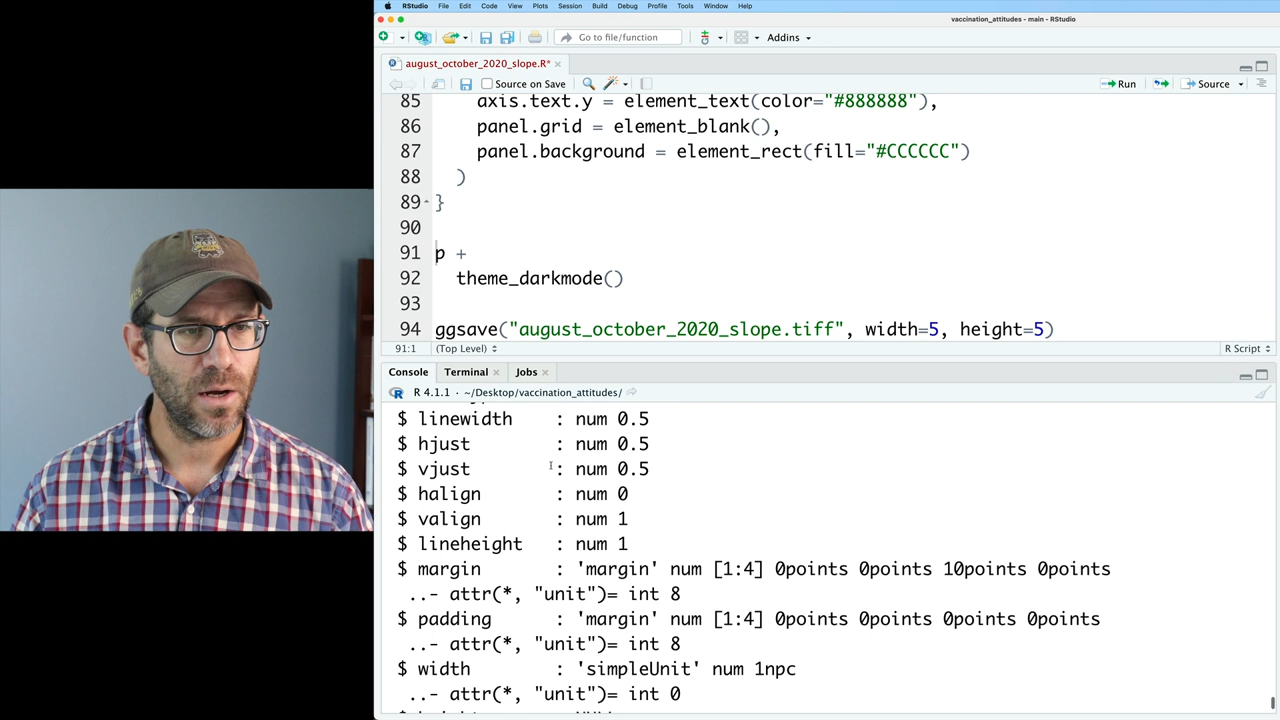 RStudio File Edit Code View Plots Session Build Debug Profile Tools Window Help
vaccination_attitudes - main - RStudio
Go to file/function Addins
august_october_2020_slope.R*
Source on Save Run Source
85 axis.text.y = element_text(color="#888888"),
86 panel.grid = element_blank(),
87 panel.background = element_rect(fill="#CCCCCC")
88 )
89 }
90
91 p +
92 theme_darkmode()
93
94 ggsave("august_october_2020_slope.tiff", width=5, height=5)
91:1 (Top Level) R Script
Console Terminal Jobs
R 4.1.1 · ~/Desktop/vaccination_attitudes/
$ linewidth : num 0.5
$ hjust : num 0.5
$ vjust : num 0.5
$ halign : num 0
$ valign : num 1
$ lineheight : num 1
$ margin : 'margin' num [1:4] 0points 0points 10points 0points
..- attr(*, "unit")= int 8
$ padding : 'margin' num [1:4] 0points 0points 0points 0points
..- attr(*, "unit")= int 8
$ width : 'simpleUnit' num 1npc
..- attr(*, "unit")= int 0